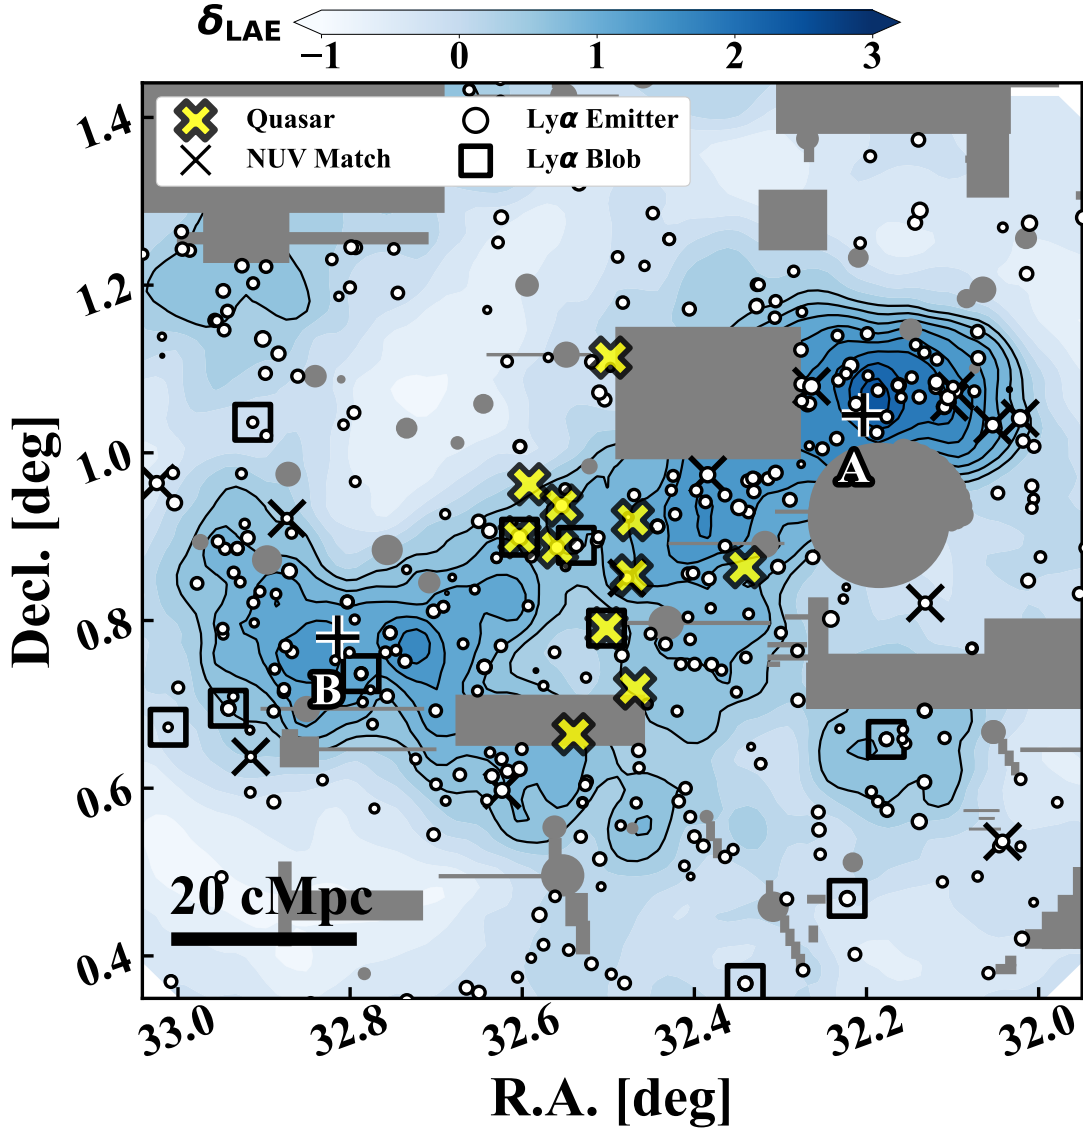 δLAE
−1 0 1 2 3
Quasar
Lyα Emitter
NUV Match
Lyα Blob
1.4
1.2
1.0
0.8
0.6
0.4
Decl. [deg]
A
B
20 cMpc
33.0 32.8 32.6 32.4 32.2 32.0
R.A. [deg]